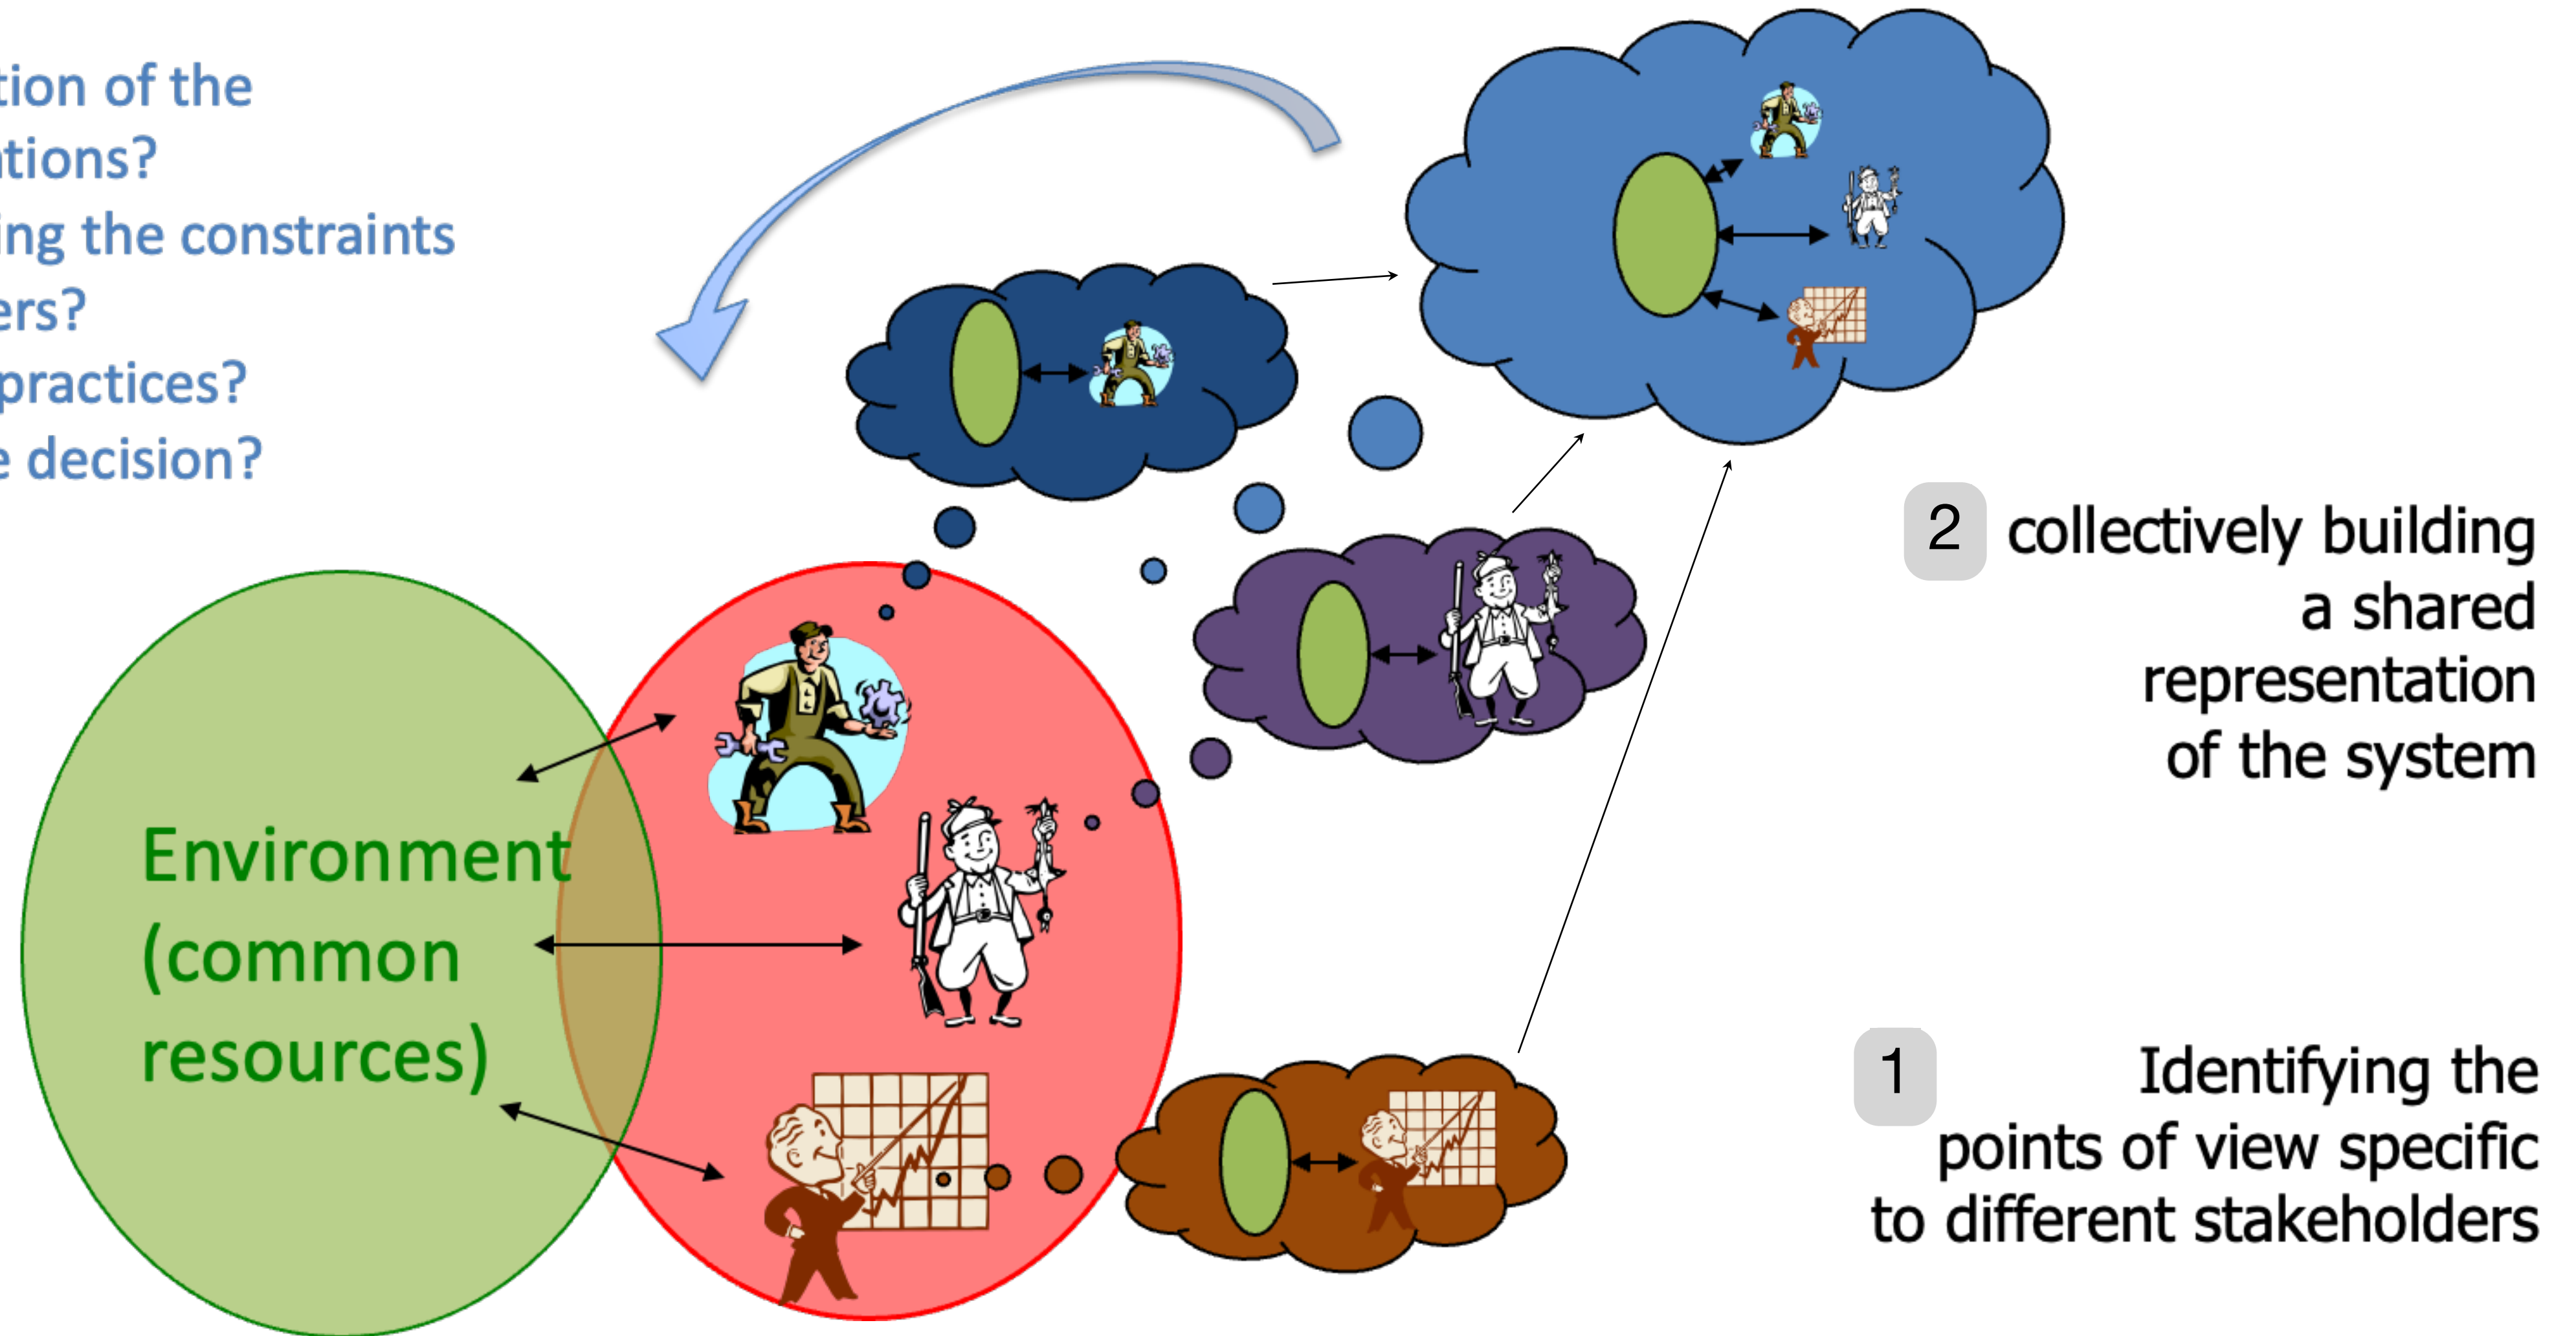 tion of the
ations?
ing the constraints
ers?
practices?
e decision?
Environment
(common
resources)
2 collectively building
a shared
representation
of the system
1 Identifying the
points of view specific
to different stakeholders